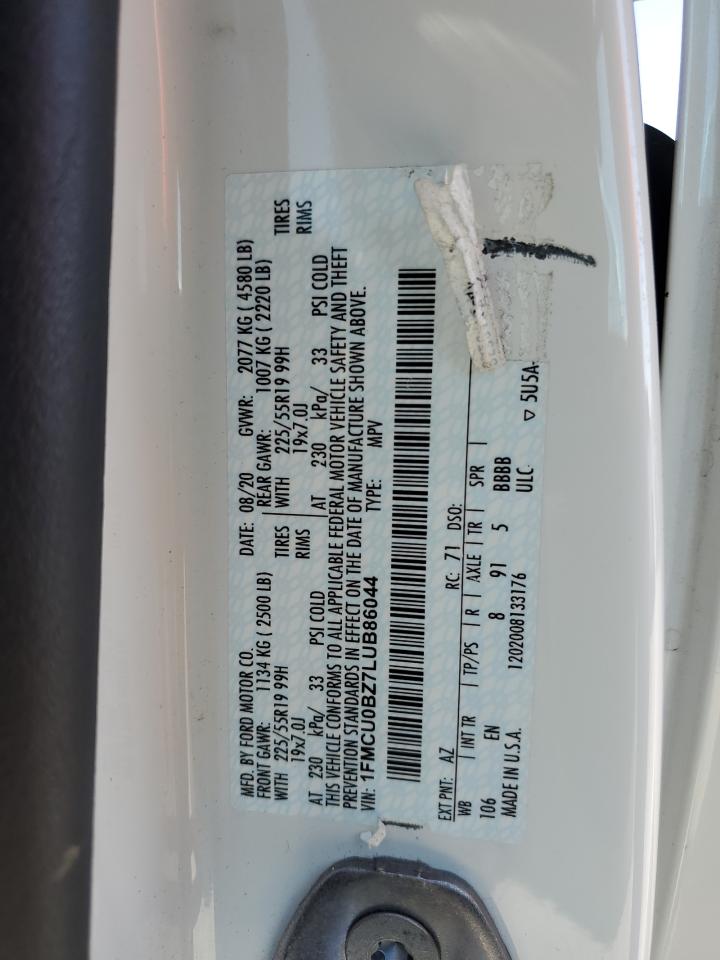 MFD. BY FORD MOTOR CO.
DATE: 08/20 GVWR: 2077 KG ( 4580 LB)
FRONT GAWR: 1134 KG ( 2500 LB)
REAR GAWR: 1007 KG ( 2220 LB)
WITH 225/55R19 99H TIRES
WITH 225/55R19 99H TIRES
19x7.0J RIMS
19x7.0J RIMS
AT 230 kPa/ 33 PSI COLD
AT 230 kPa/ 33 PSI COLD
THIS VEHICLE CONFORMS TO ALL APPLICABLE FEDERAL MOTOR VEHICLE SAFETY AND THEFT
PREVENTION STANDARDS IN EFFECT ON THE DATE OF MANUFACTURE SHOWN ABOVE.
VIN: 1FMCU0BZ7LUB86044 TYPE: MPV
EXT PNT: AZ RC: 71 DSO:
WB INT TR TP/PS R AXLE TR SPR
106 EN 8 91 5 BBBB
MADE IN U.S.A. 1202008133176 ULC ▽ 5U5A-